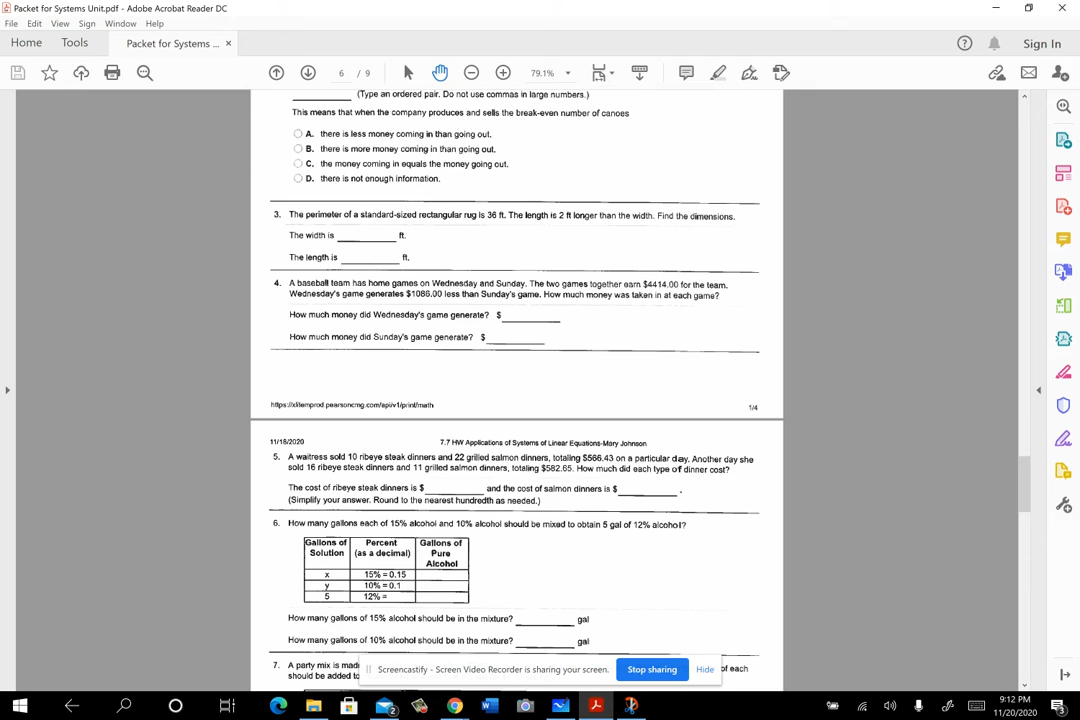 Packet for Systems Unit.pdf - Adobe Acrobat Reader DC
File Edit View Sign Window Help
Home Tools Packet for Systems ... × Sign In
6 / 9 79.1%
(Type an ordered pair. Do not use commas in large numbers.)
This means that when the company produces and sells the break-even number of canoes
A. there is less money coming in than going out.
B. there is more money coming in than going out.
C. the money coming in equals the money going out.
D. there is not enough information.
3. The perimeter of a standard-sized rectangular rug is 36 ft. The length is 2 ft longer than the width. Find the dimensions.
The width is ________ ft.
The length is ________ ft.
4. A baseball team has home games on Wednesday and Sunday. The two games together earn $4414.00 for the team.
Wednesday's game generates $1086.00 less than Sunday's game. How much money was taken in at each game?
How much money did Wednesday's game generate? $ ________
How much money did Sunday's game generate? $ ________
https://xlitemprod.pearsoncmg.com/api/v1/print/math 1/4
11/18/2020 7.7 HW Applications of Systems of Linear Equations-Mary Johnson
5. A waitress sold 10 ribeye steak dinners and 22 grilled salmon dinners, totaling $566.43 on a particular day. Another day she
sold 16 ribeye steak dinners and 11 grilled salmon dinners, totaling $582.65. How much did each type of dinner cost?
The cost of ribeye steak dinners is $ ________ and the cost of salmon dinners is $ ________ .
(Simplify your answer. Round to the nearest hundredth as needed.)
6. How many gallons each of 15% alcohol and 10% alcohol should be mixed to obtain 5 gal of 12% alcohol?
Gallons of Solution Percent (as a decimal) Gallons of Pure Alcohol
x 15% = 0.15
y 10% = 0.1
5 12% =
How many gallons of 15% alcohol should be in the mixture? ________ gal
How many gallons of 10% alcohol should be in the mixture? ________ gal
7. A party mix is mad of each
should be added to
Screencastify - Screen Video Recorder is sharing your screen. Stop sharing Hide
9:12 PM
11/20/2020